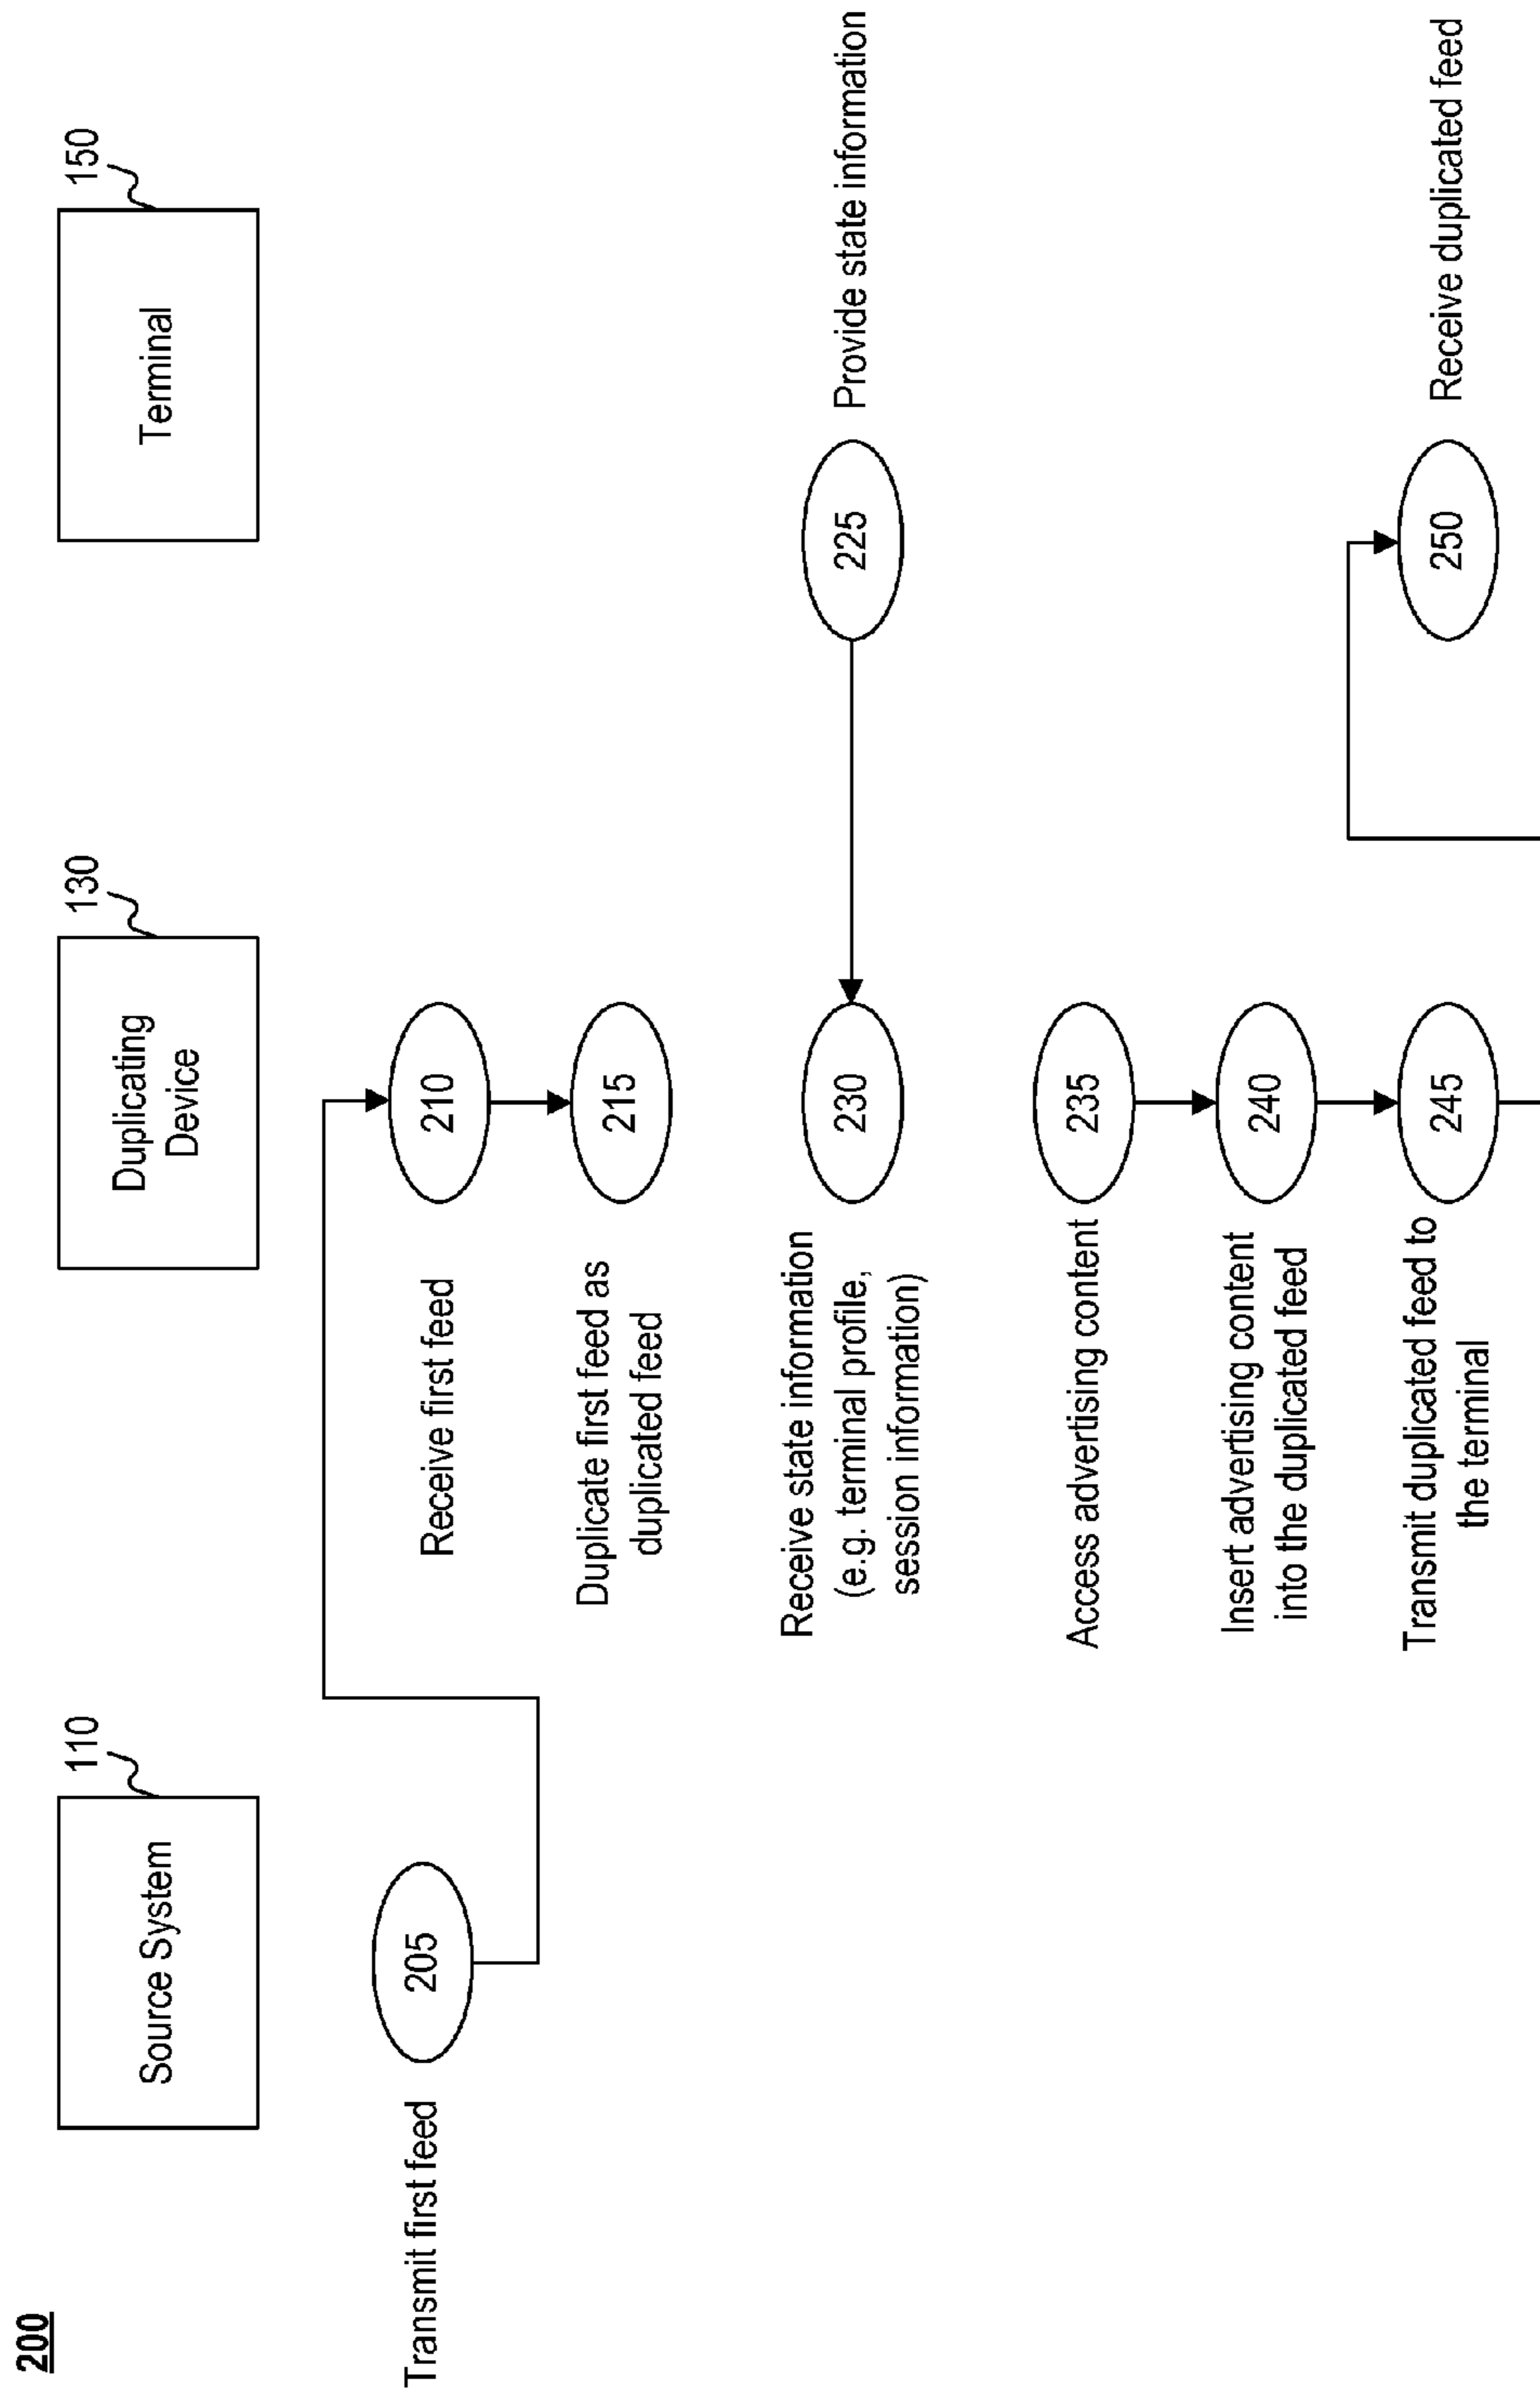 200
Source System
110
Duplicating
Device
130
Terminal
150
Transmit first feed
205
Receive first feed
210
Duplicate first feed as
duplicated feed
215
Receive state information
(e.g. terminal profile,
session information)
230
225
Provide state information
Access advertising content
235
Insert advertising content
into the duplicated feed
240
Transmit duplicated feed to
the terminal
245
250
Receive duplicated feed